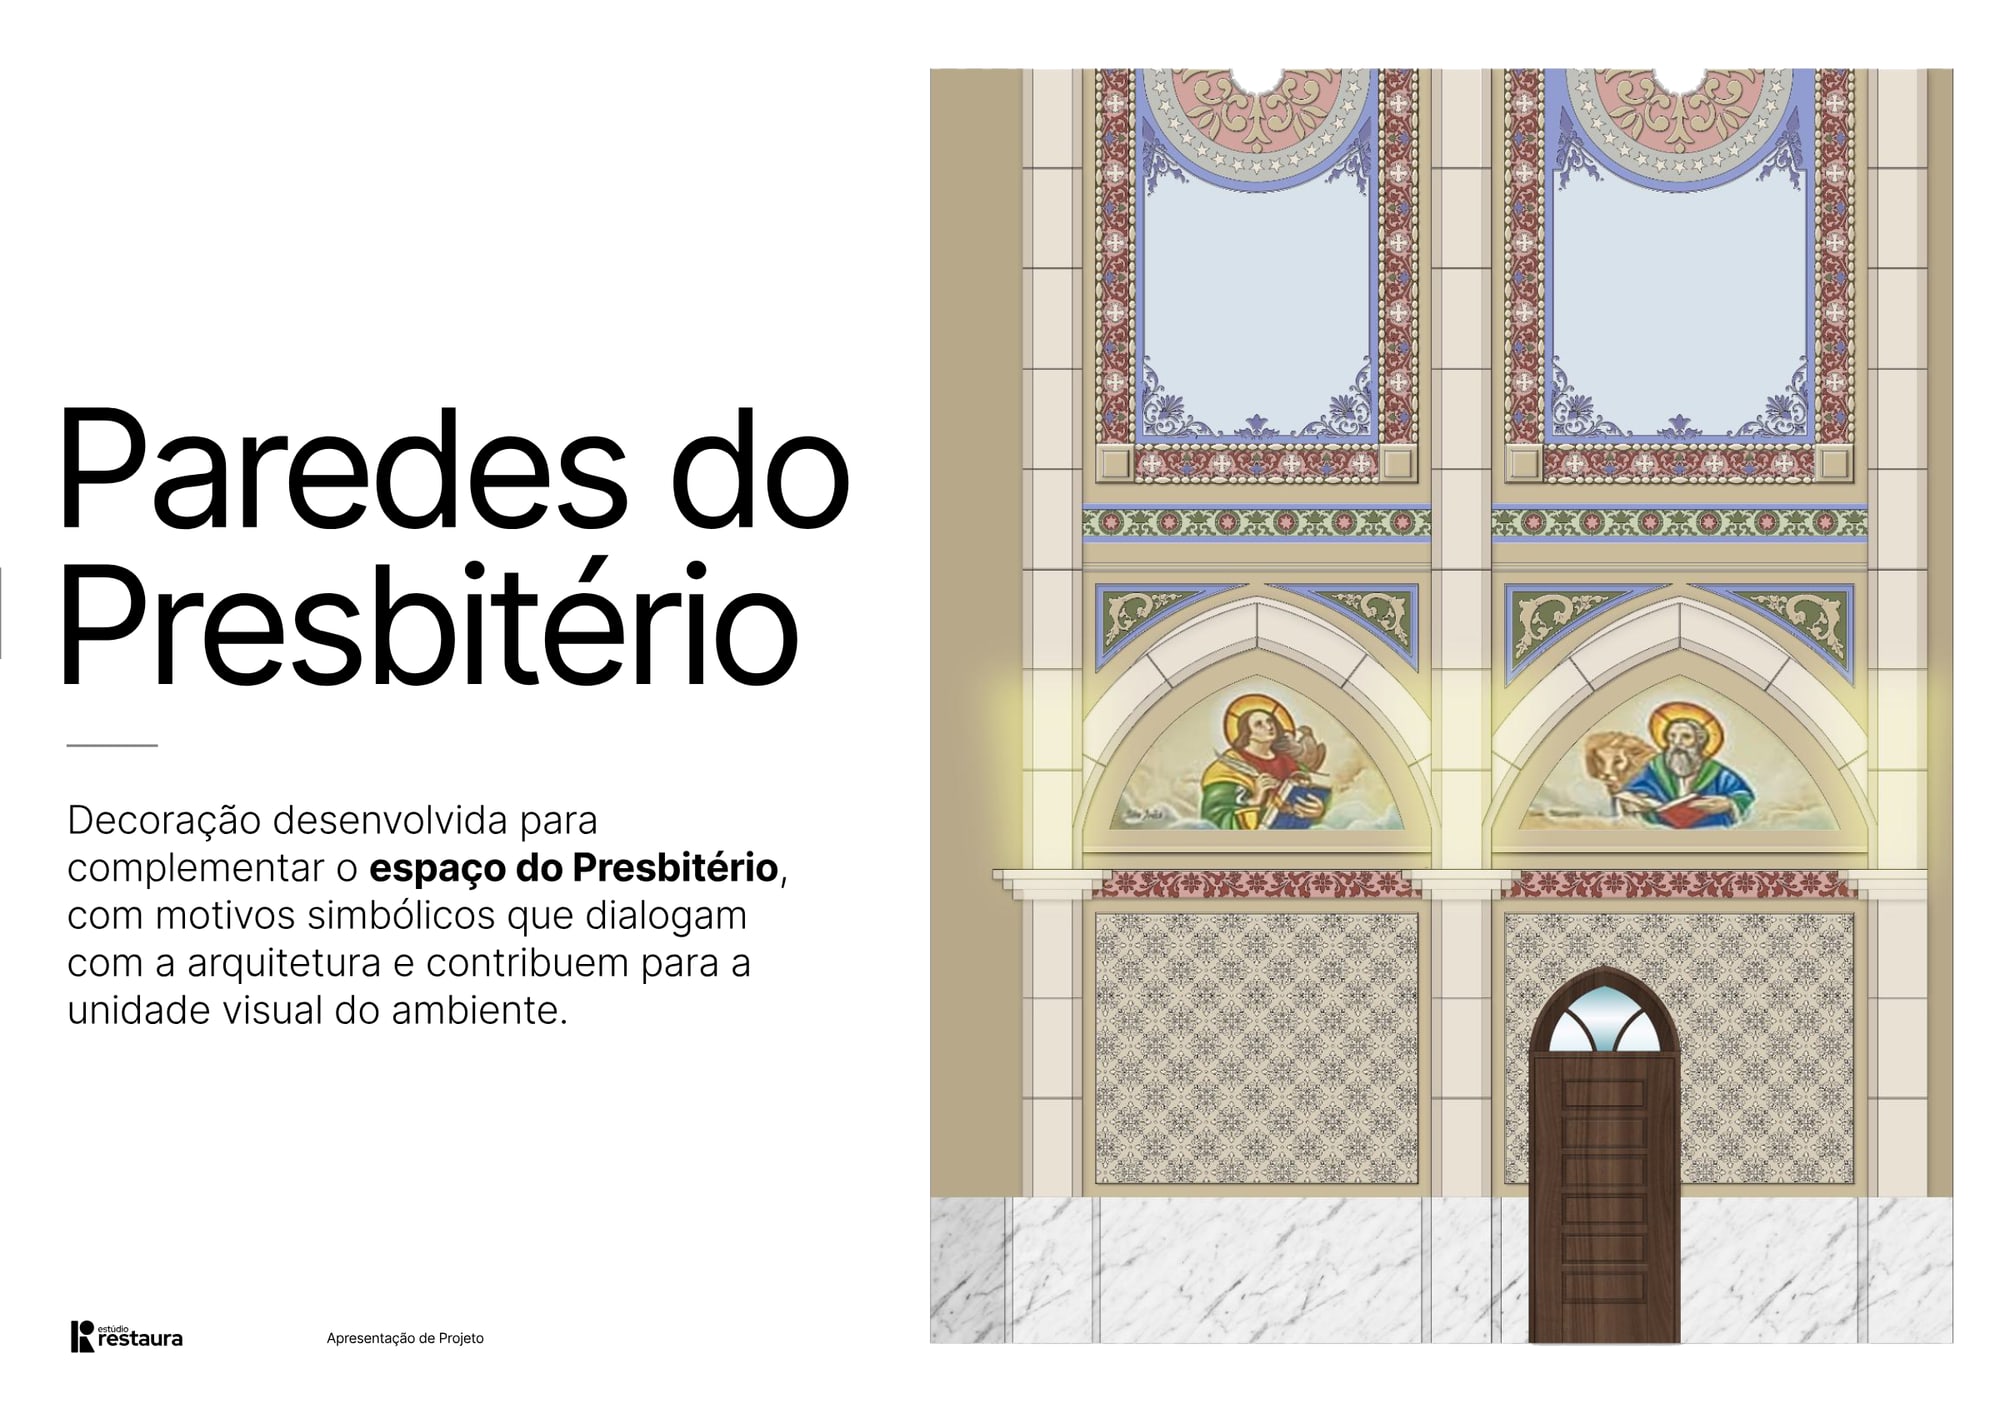 Paredes do
Presbitério
Decoração desenvolvida para
complementar o espaço do Presbitério,
com motivos simbólicos que dialogam
com a arquitetura e contribuem para a
unidade visual do ambiente.
estúdio
restaura
Apresentação de Projeto